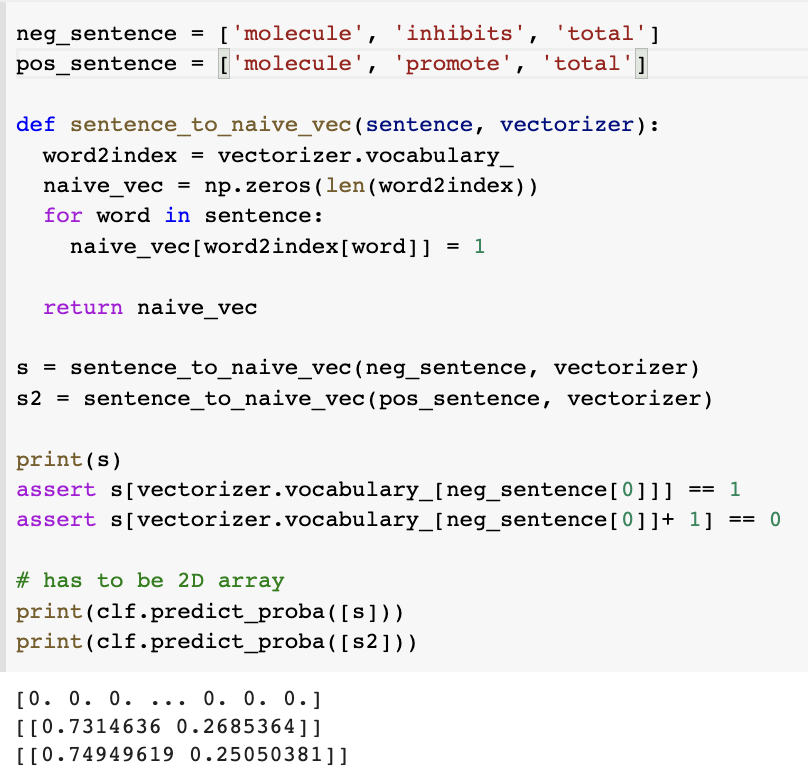 neg_sentence = ['molecule', 'inhibits', 'total']
pos_sentence = ['molecule', 'promote', 'total']
def sentence_to_naive_vec(sentence, vectorizer):
  word2index = vectorizer.vocabulary_
  naive_vec = np.zeros(len(word2index))
  for word in sentence:
    naive_vec[word2index[word]] = 1
  return naive_vec
s = sentence_to_naive_vec(neg_sentence, vectorizer)
s2 = sentence_to_naive_vec(pos_sentence, vectorizer)
print(s)
assert s[vectorizer.vocabulary_[neg_sentence[0]]] == 1
assert s[vectorizer.vocabulary_[neg_sentence[0]]+ 1] == 0
# has to be 2D array
print(clf.predict_proba([s]))
print(clf.predict_proba([s2]))
[0. 0. 0. ... 0. 0. 0.]
[[0.7314636 0.2685364]]
[[0.74949619 0.25050381]]